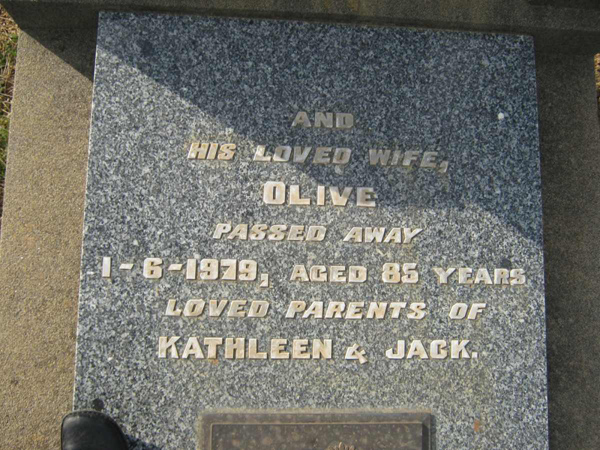 AND
HIS LOVED WIFE,
OLIVE
PASSED AWAY
1-6-1979, AGED 85 YEARS
LOVED PARENTS OF
KATHLEEN & JACK.